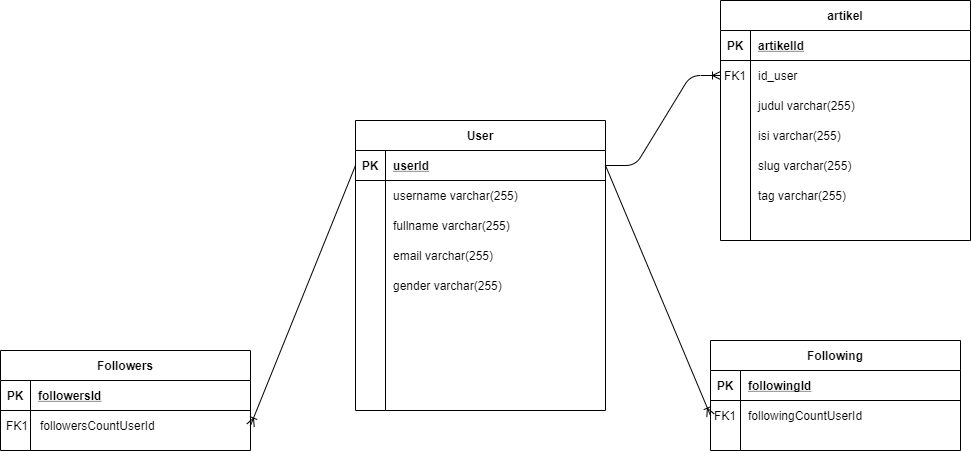 artikel
PK artikelId
FK1 id_user
judul varchar(255)
isi varchar(255)
slug varchar(255)
tag varchar(255)
User
PK userId
username varchar(255)
fullname varchar(255)
email varchar(255)
gender varchar(255)
Followers
PK followersId
FK1 followersCountUserId
Following
PK followingId
FK1 followingCountUserId